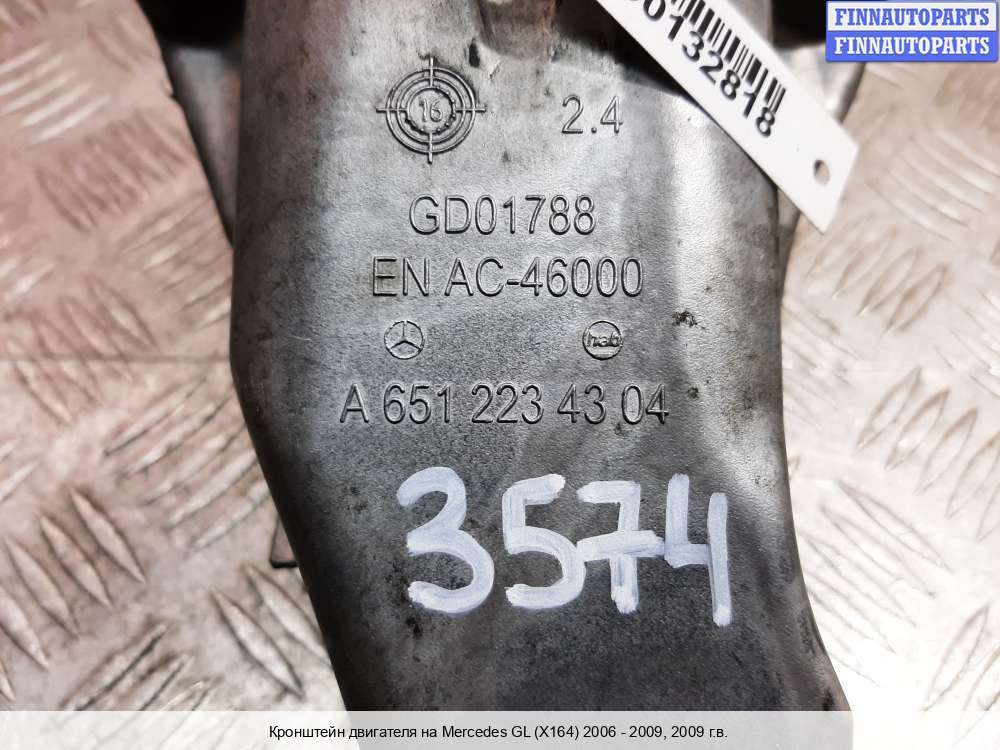 FINNAUTOPARTS
FINNAUTOPARTS
16
2.4
GD01788
EN AC-46000
hab
A 651 223 43 04
3574
Кронштейн двигателя на Mercedes GL (X164) 2006 - 2009, 2009 г.в.